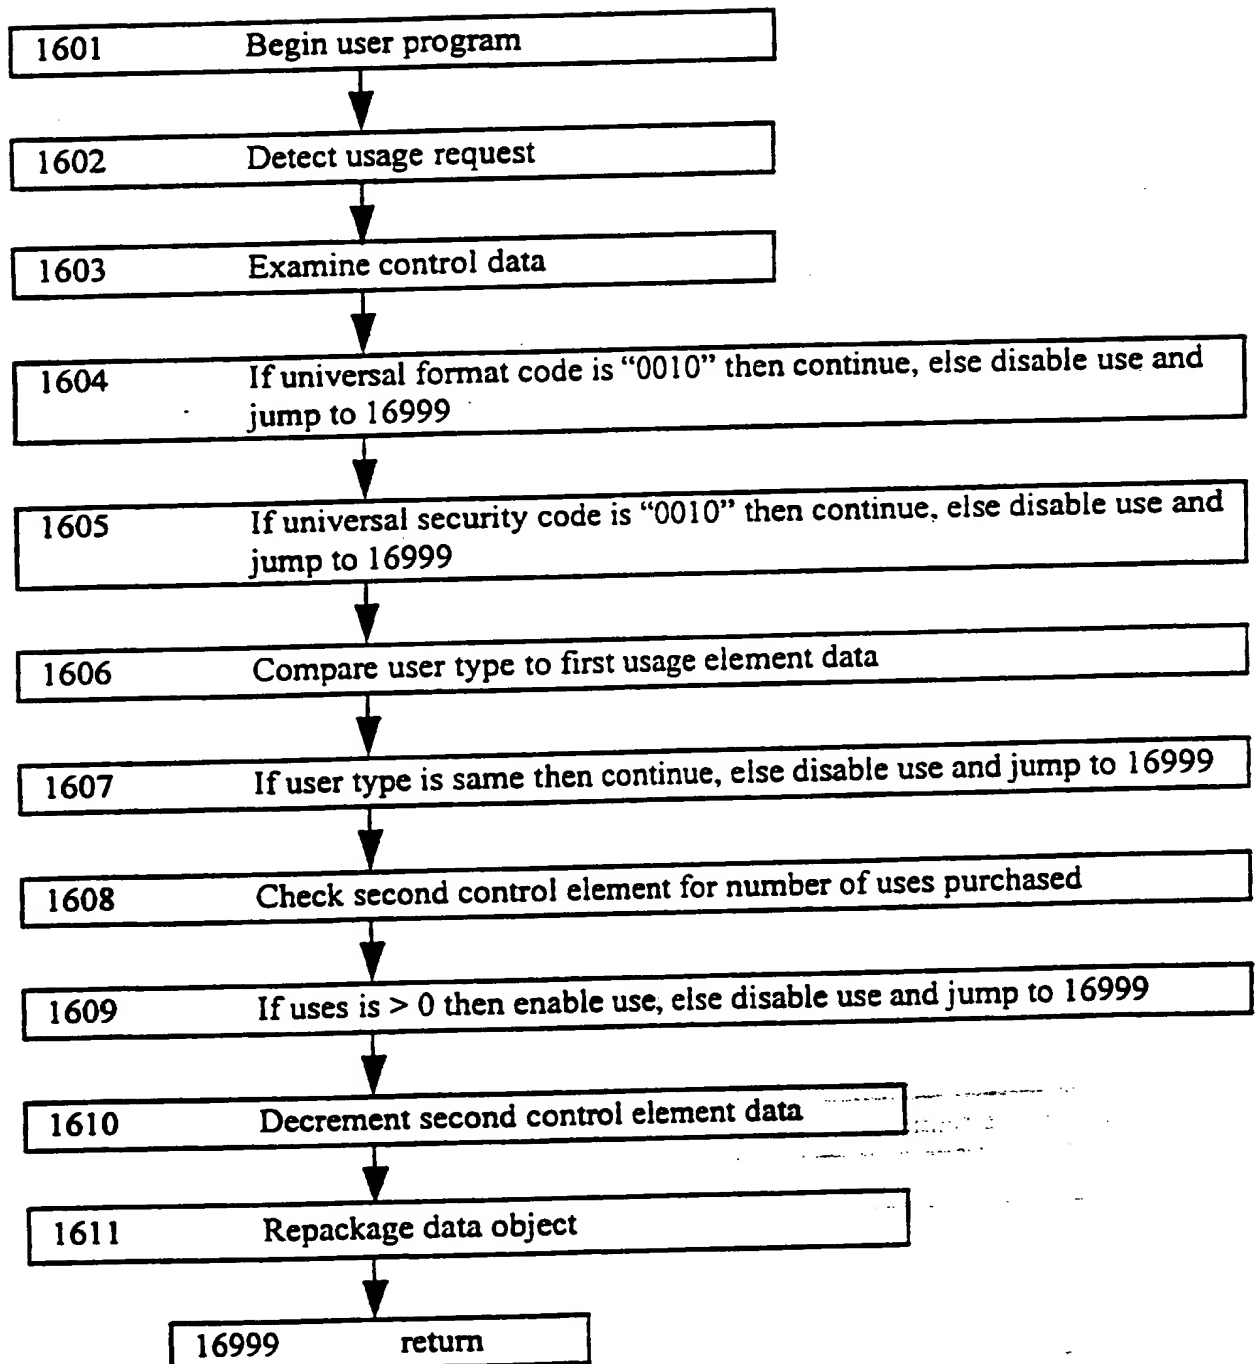 1601 Begin user program
1602 Detect usage request
1603 Examine control data
1604 If universal format code is “0010” then continue, else disable use and
jump to 16999
1605 If universal security code is “0010” then continue, else disable use and
jump to 16999
1606 Compare user type to first usage element data
1607 If user type is same then continue, else disable use and jump to 16999
1608 Check second control element for number of uses purchased
1609 If uses is > 0 then enable use, else disable use and jump to 16999
1610 Decrement second control element data
1611 Repackage data object
16999 return